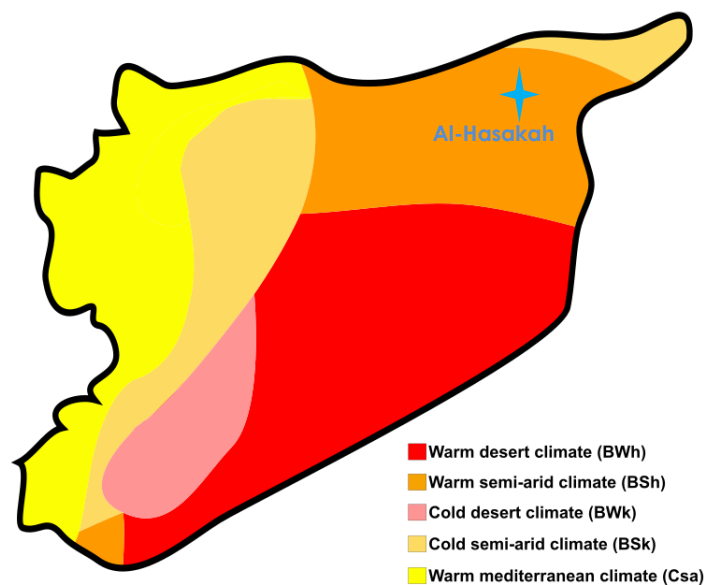 Al-Hasakah
Warm desert climate (BWh)
Warm semi-arid climate (BSh)
Cold desert climate (BWk)
Cold semi-arid climate (BSk)
Warm mediterranean climate (Csa)